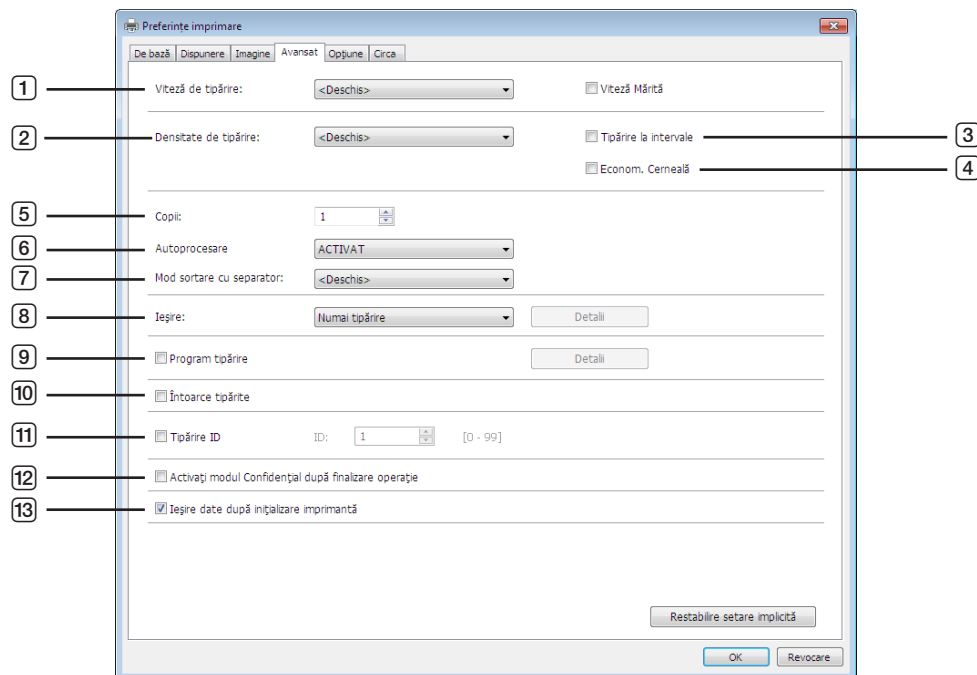 Preferințe imprimare
De bază Dispunere Imagine Avansat Opțiune Circa
1 Viteză de tipărire: <Deschis> Viteză Mărită
2 Densitate de tipărire: <Deschis> Tipărire la intervale 3
Econom. Cerneală 4
5 Copii: 1
6 Autoprocesare ACTIVAT
7 Mod sortare cu separator: <Deschis>
8 Ieșire: Numai tipărire Detalii
9 Program tipărire Detalii
10 Întoarce tipărite
11 Tipărire ID ID: 1 [0 - 99]
12 Activați modul Confidențial după finalizare operație
13 Ieșire date după inițializare imprimantă
Restabilire setare implicită
OK Revocare